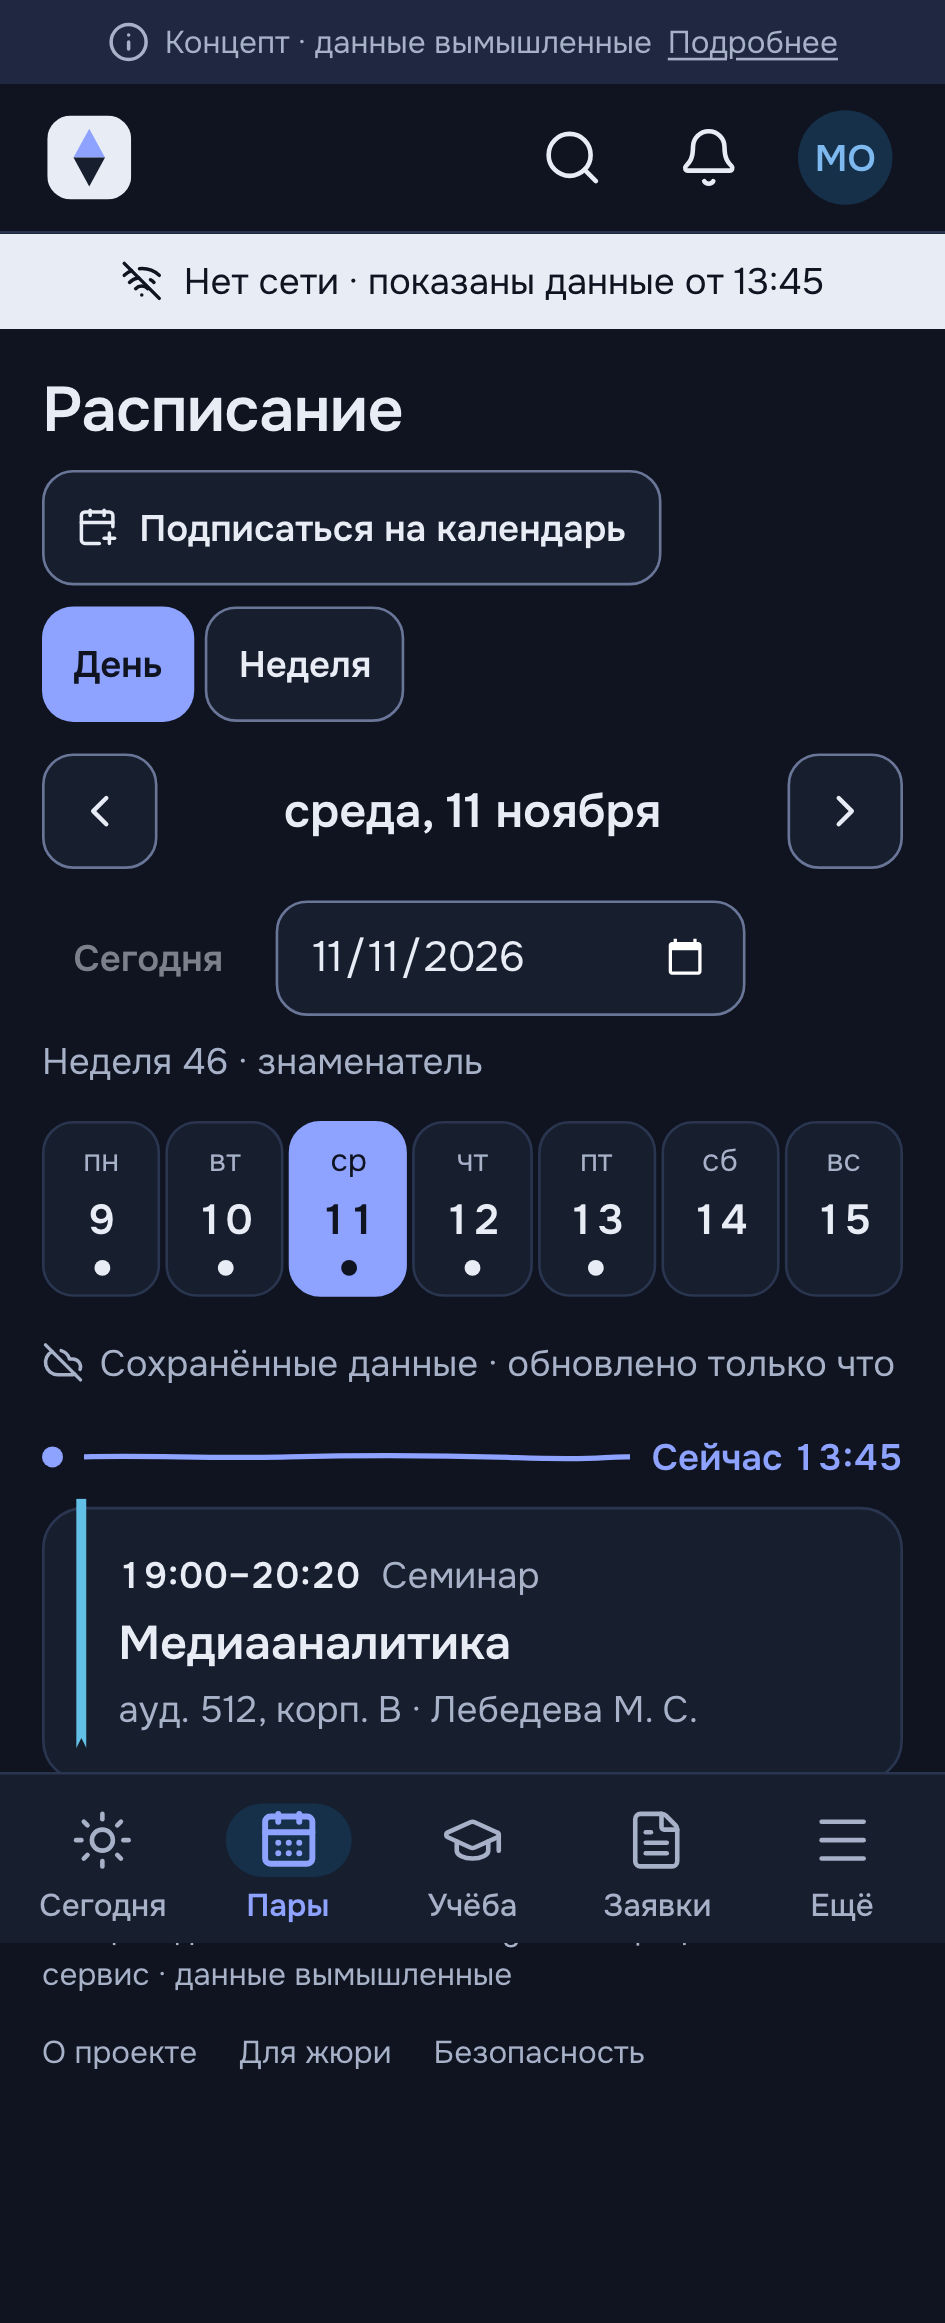 Концепт · данные вымышленные Подробнее
МО
Нет сети · показаны данные от 13:45
Расписание
Подписаться на календарь
День Неделя
среда, 11 ноября
Сегодня 11/11/2026
Неделя 46 · знаменатель
пн вт ср чт пт сб вс
9 10 11 12 13 14 15
Сохранённые данные · обновлено только что
Сейчас 13:45
19:00–20:20 Семинар
Медиааналитика
ауд. 512, корп. В · Лебедева М. С.
Сегодня Пары Учёба Заявки Ещё
сервис · данные вымышленные
О проекте Для жюри Безопасность